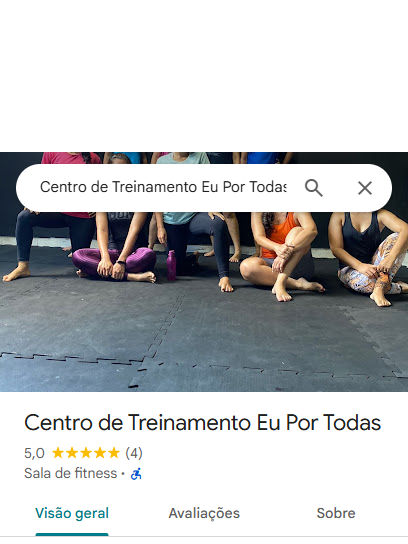 Centro de Treinamento Eu Por Todas
Centro de Treinamento Eu Por Todas
5,0 ★★★★★ (4)
Sala de fitness ·
Visão geral Avaliações Sobre